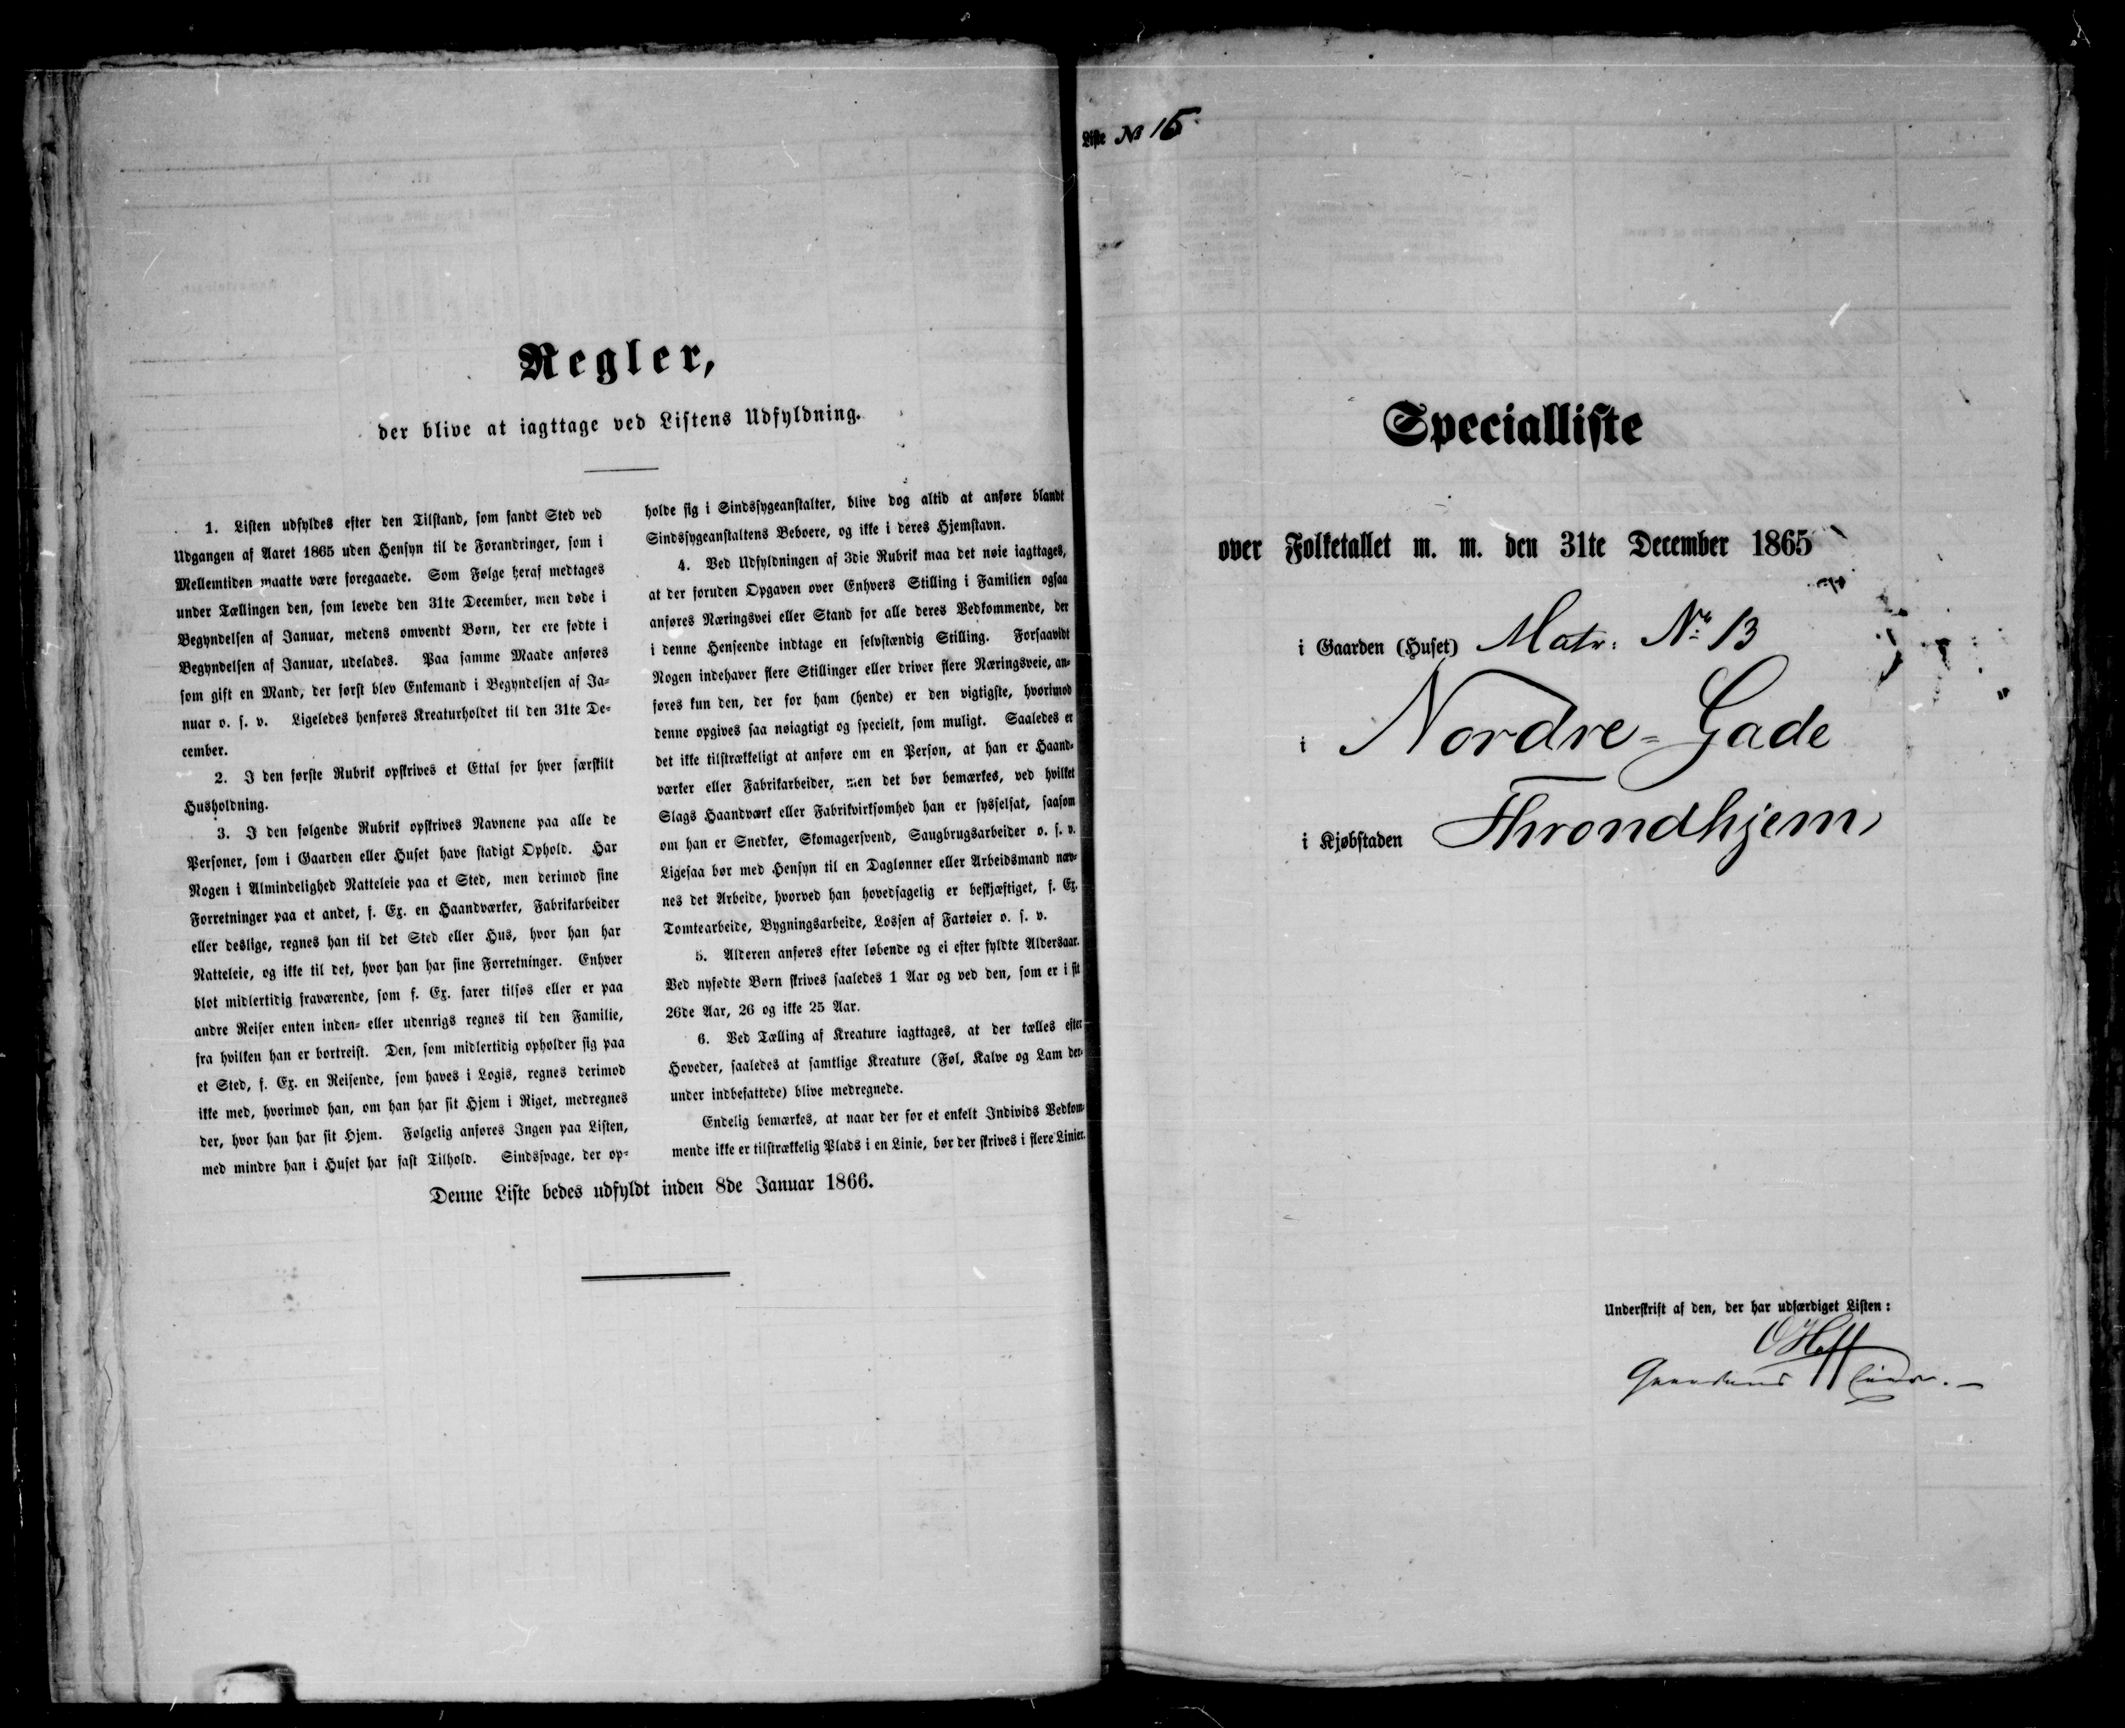 Regler,
der blive at iagttage ved Listens Udfyldning.
1. Listen udfyldes efter den Tilstand, som fandt Sted ved
Udgangen af Aaret 1865 uden Hensyn til de Forandringer, som i
Mellemtiden maatte være foregaaede. Som Følge heraf medtages
under Tællingen den, som levede den 31te December, men døde i
Begyndelsen af Januar, medens omvendt Børn, der ere fødte i
Begyndelsen af Januar, udelades. Paa samme Maade anføres
som gift en Mand, der først blev Enkemand i Begyndelsen af Ja-
nuar o. s. v. Ligeledes henføres Kreaturholdet til den 31te De-
cember.
2. I den første Rubrik opskrives et Ettal for hver særskilt
Husholdning.
3. I den følgende Rubrik opskrives Navnene paa alle de
Personer, som i Gaarden eller Huset have stadigt Ophold. Har
Nogen i Almindelighed Natteleie paa et Sted, men derimod sine
Forretninger paa et andet, f. Ex. en Haandværker, Fabrikarbeider
eller deslige, regnes han til det Sted eller Hus, hvor han har
Natteleie, og ikke til det, hvor han har sine Forretninger. Enhver
blot midlertidig fraværende, som f. Ex. farer tilsøs eller er paa
andre Reiser enten inden- eller udenrigs regnes til den Familie,
fra hvilken han er bortreist. Den, som midlertidig opholder sig paa
et Sted, f. Ex. en Reisende, som haves i Logis, regnes derimod
ikke med, hvorimod han, om han har sit Hjem i Riget, medregnes
der, hvor han har sit Hjem. Følgelig anføres Ingen paa Listen,
med mindre han i Huset har fast Tilhold. Sindssvage, der op-
holde sig i Sindssygeanstalter, blive dog altid at anføre blandt
Sindssygeanstaltens Beboere, og ikke i deres Hjemstavn.
4. Ved Udfyldningen af 3die Rubrik maa det nøie iagttages,
at der foruden Opgaven over Enhvers Stilling i Familien ogsaa
anføres Næringsvei eller Stand for alle deres Vedkommende, der
i denne Henseende indtage en selvstændig Stilling. Forsaavidt
Nogen indehaver flere Stillinger eller driver flere Næringsveie, an-
føres kun den, der for ham (hende) er den vigtigste, hvorimod
denne opgives saa nøiagtigt og specielt, som muligt. Saaledes er
det ikke tilstrækkeligt at anføre om en Person, at han er Haand-
værker eller Fabrikarbeider, men det bør bemærkes, ved hvilket
Slags Haandværk eller Fabrikvirksomhed han er sysselsat, saasom
om han er Snedker, Skomagersvend, Saugbrugsarbeider o. s. v.
Ligesaa bør med Hensyn til en Daglønner eller Arbeidsmand næv-
nes det Arbeide, hvorved han hovedsagelig er beskjæftiget, f. Ex.
Tomtearbeide, Bygningsarbeide, Lossen af Fartøier o. s. v.
5. Alderen anføres efter løbende og ei efter fyldte Aldersaar.
Ved nyfødte Børn skrives saaledes 1 Aar og ved den, som er i sit
26de Aar, 26 og ikke 25 Aar.
6. Ved Tælling af Kreature iagttages, at der tælles efter
Hoveder, saaledes at samtlige Kreature (Føl, Kalve og Lam der-
under indbefattede) blive medregnede.
Endelig bemærkes, at naar der for et enkelt Individs Vedkom-
mende ikke er tilstrækkelig Plads i en Linie, bør der skrives i flere Linier.
Denne Liste bedes udfyldt inden 8de Januar 1866.
Liste № 15
Specialliste
over Folketallet m. m. den 31te December 1865
i Gaarden (Huset) Matr: No 13
i Nordre-Gade
i Kjøbstaden Throndhjem,
Underskrift af den, der har udfærdiget Listen: